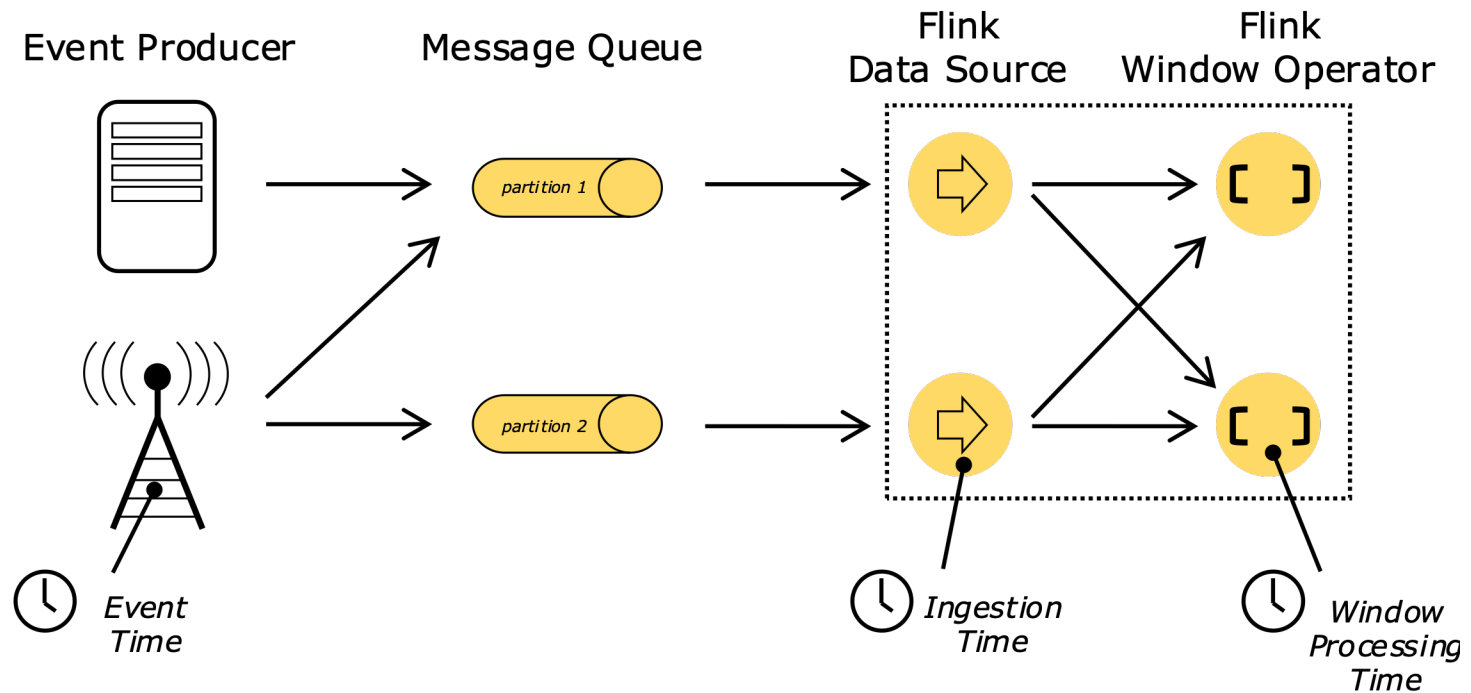 Event Producer
Message Queue
Flink
Data Source
Flink
Window Operator
partition 1
partition 2
Event
Time
Ingestion
Time
Window
Processing
Time